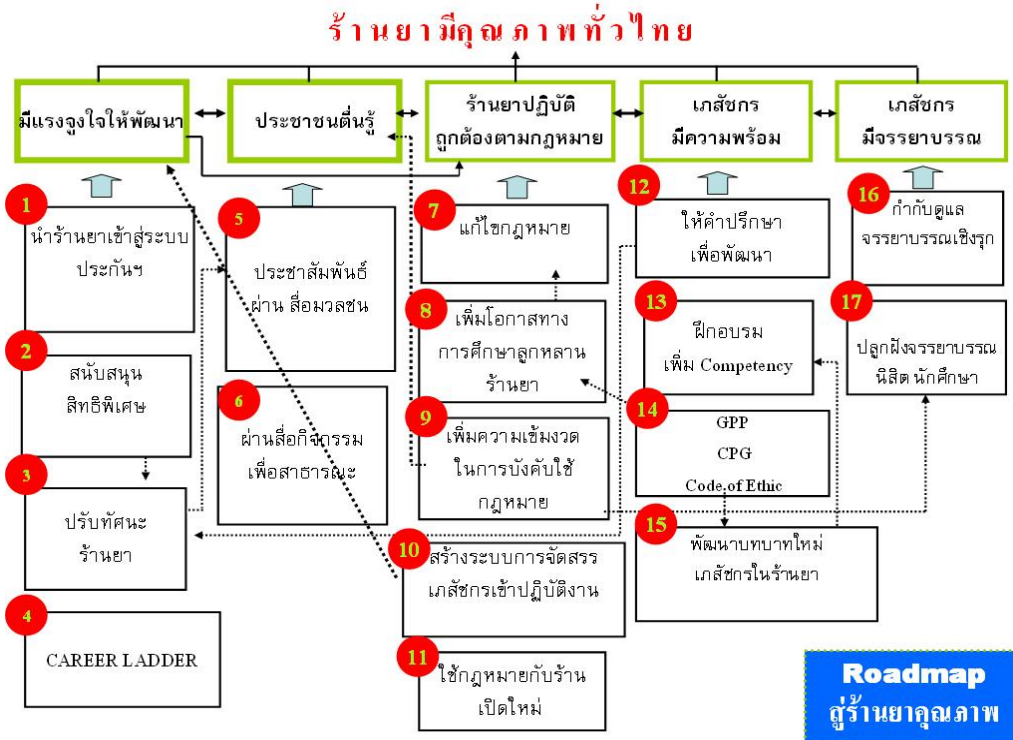 ร้านยามีคุณภาพทั่วไทย
มีแรงจูงใจให้พัฒนา
ประชาชนตื่นรู้
ร้านยาปฏิบัติ
ถูกต้องตามกฎหมาย
เภสัชกร
มีความพร้อม
เภสัชกร
มีจรรยาบรรณ
1
นำร้านยาเข้าสู่ระบบ
ประกันฯ
2
สนับสนุน
สิทธิพิเศษ
3
ปรับทัศนะ
ร้านยา
4
CAREER LADDER
5
ประชาสัมพันธ์
ผ่าน สื่อมวลชน
6
ผ่านสื่อกิจกรรม
เพื่อสาธารณะ
7
แก้ไขกฎหมาย
8
เพิ่มโอกาสทาง
การศึกษาลูกหลาน
ร้านยา
9
เพิ่มความเข้มงวด
ในการบังคับใช้
กฎหมาย
10
สร้างระบบการจัดสรร
เภสัชกรเข้าปฏิบัติงาน
11
ใช้กฎหมายกับร้าน
เปิดใหม่
12
ให้คำปรึกษา
เพื่อพัฒนา
13
ฝึกอบรม
เพิ่ม Competency
14
GPP
CPG
Code of Ethic
15
พัฒนาบทบาทใหม่
เภสัชกรในร้านยา
16
กำกับดูแล
จรรยาบรรณเชิงรุก
17
ปลูกฝังจรรยาบรรณ
นิสิต นักศึกษา
Roadmap
สู่ร้านยาคุณภาพ